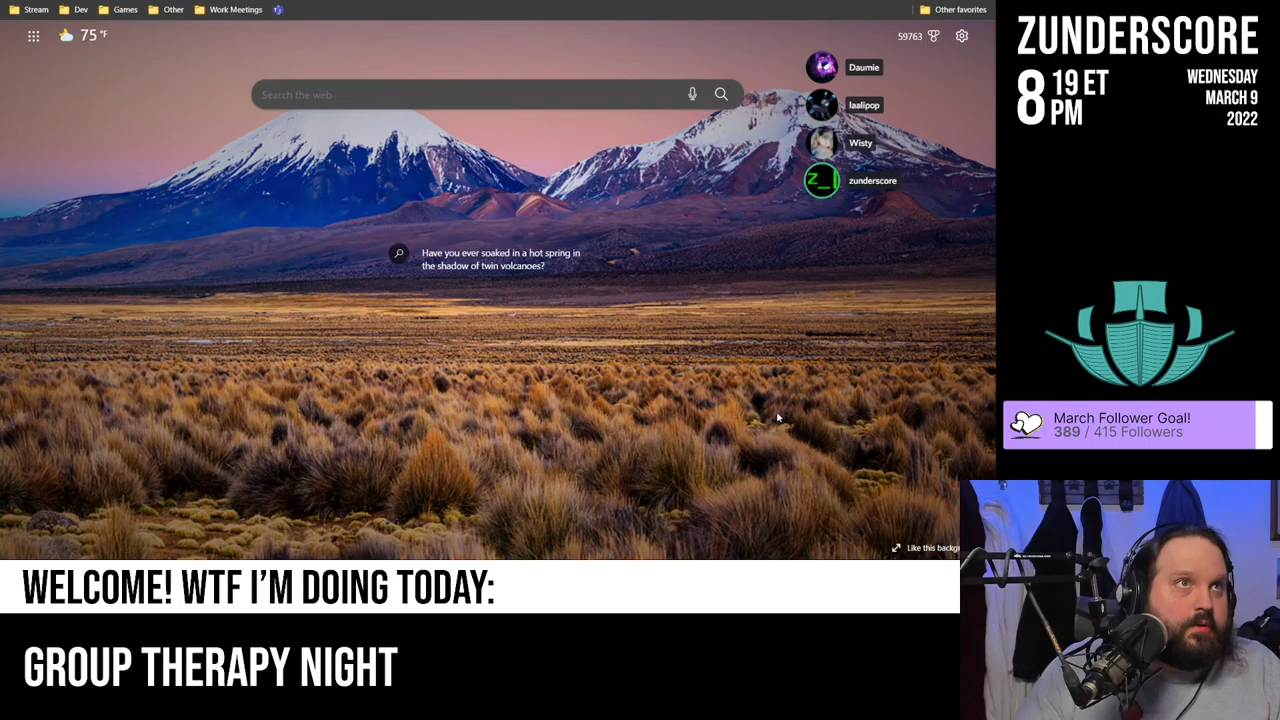 Stream
Dev
Games
Other
Work Meetings
Other favorites
75 °F
59763
Search the web
Daumie
laalipop
Wisty
zunderscore
Z_|
Have you ever soaked in a hot spring in
the shadow of twin volcanoes?
Like this backgr
ZUNDERSCORE
8 19 ET
PM
WEDNESDAY
MARCH 9
2022
March Follower Goal!
389 / 415 Followers
WELCOME! WTF I'M DOING TODAY:
GROUP THERAPY NIGHT